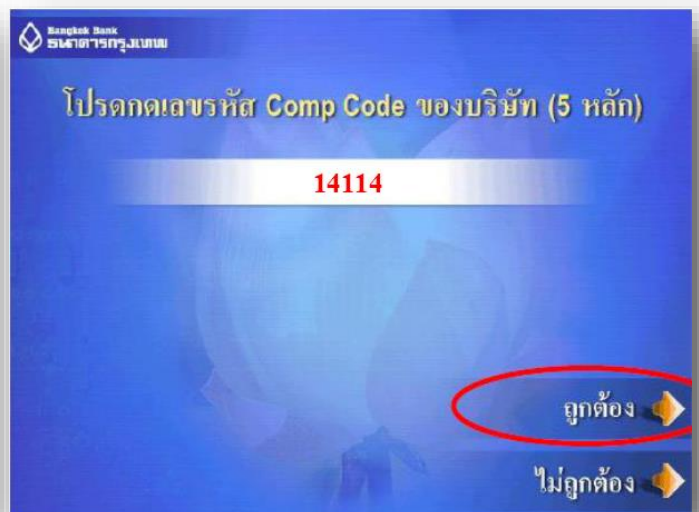 Bangkok Bank
ธนาคารกรุงเทพ
โปรดกดเลขรหัส Comp Code ของบริษัท (5 หลัก)
14114
ถูกต้อง
ไม่ถูกต้อง